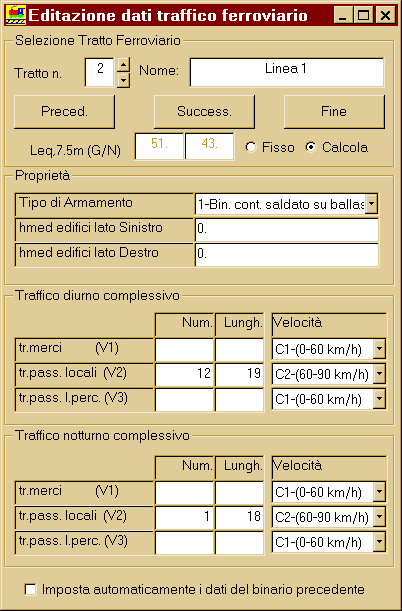 Editazione dati traffico ferroviario
Selezione Tratto Ferroviario
Tratto n. 2 Nome: Linea 1
Preced. Success. Fine
Leq,7.5m (G/N) 51. 43. Fisso Calcola
Proprietà
Tipo di Armamento 1-Bin. cont. saldato su ballas
hmed edifici lato Sinistro 0.
hmed edifici lato Destro 0.
Traffico diurno complessivo
Num. Lungh. Velocità
tr.merci (V1) C1-(0-60 km/h)
tr.pass. locali (V2) 12 19 C2-(60-90 km/h)
tr.pass. l.perc. (V3) C1-(0-60 km/h)
Traffico notturno complessivo
Num. Lungh. Velocità
tr.merci (V1) C1-(0-60 km/h)
tr.pass. locali (V2) 1 18 C2-(60-90 km/h)
tr.pass. l.perc. (V3) C1-(0-60 km/h)
Imposta automaticamente i dati del binario precedente